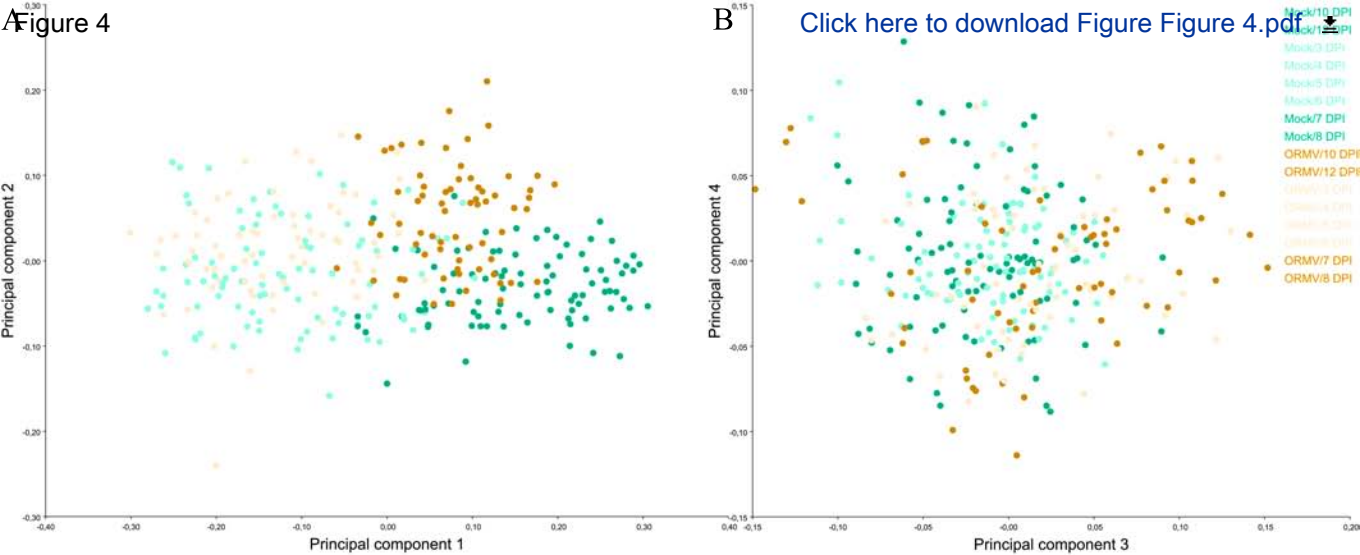 A
Figure 4
B
Click here to download Figure Figure 4.pdf
0,30
0,20
0,10
-0,00
-0,10
-0,20
-0,30
-0,40
-0,30
-0,20
-0,10
0,00
0,10
0,20
0,30
0,40
Principal component 2
Principal component 1
0,15
0,10
0,05
-0,00
-0,05
-0,10
-0,15
-0,15
-0,10
-0,05
-0,00
0,05
0,10
0,15
0,200
Principal component 4
Principal component 3
Mock/10 DPI
Mock/3 DPI
Mock/4 DPI
Mock/5 DPI
Mock/6 DPI
Mock/7 DPI
Mock/8 DPI
ORMV/10 DPI
ORMV/12 DPI
ORMV/7 DPI
ORMV/8 DPI